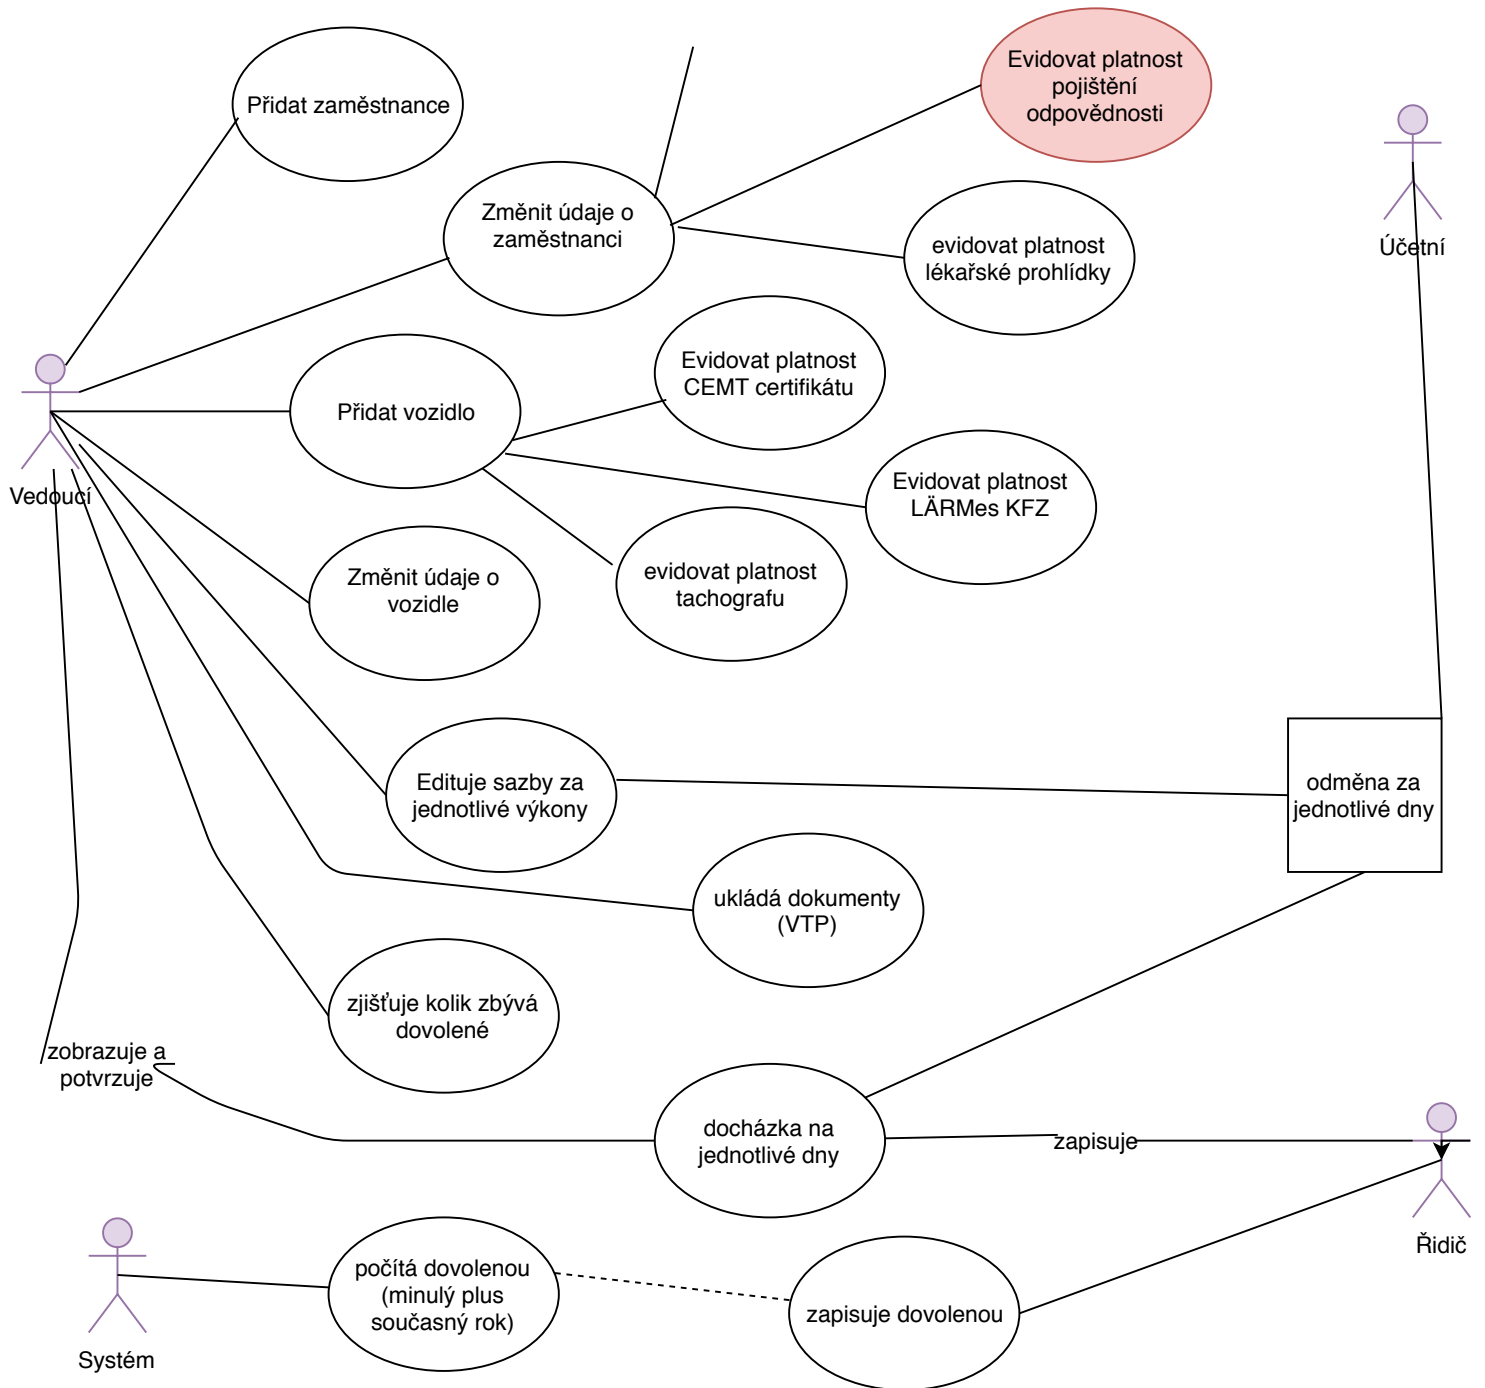 Evidovat platnost
pojištění
odpovědnosti
Přidat zaměstnance
Změnit údaje o
zaměstnanci
evidovat platnost
lékařské prohlídky
Účetní
Evidovat platnost
CEMT certifikátu
Přidat vozidlo
Vedoucí
Evidovat platnost
LÄRMes KFZ
Změnit údaje o
vozidle
evidovat platnost
tachografu
Edituje sazby za
jednotlivé výkony
odměna za
jednotlivé dny
ukládá dokumenty
(VTP)
zjišťuje kolik zbývá
dovolené
zobrazuje a
potvrzuje
docházka na
jednotlivé dny
zapisuje
Řidič
počítá dovolenou
(minulý plus
současný rok)
zapisuje dovolenou
Systém